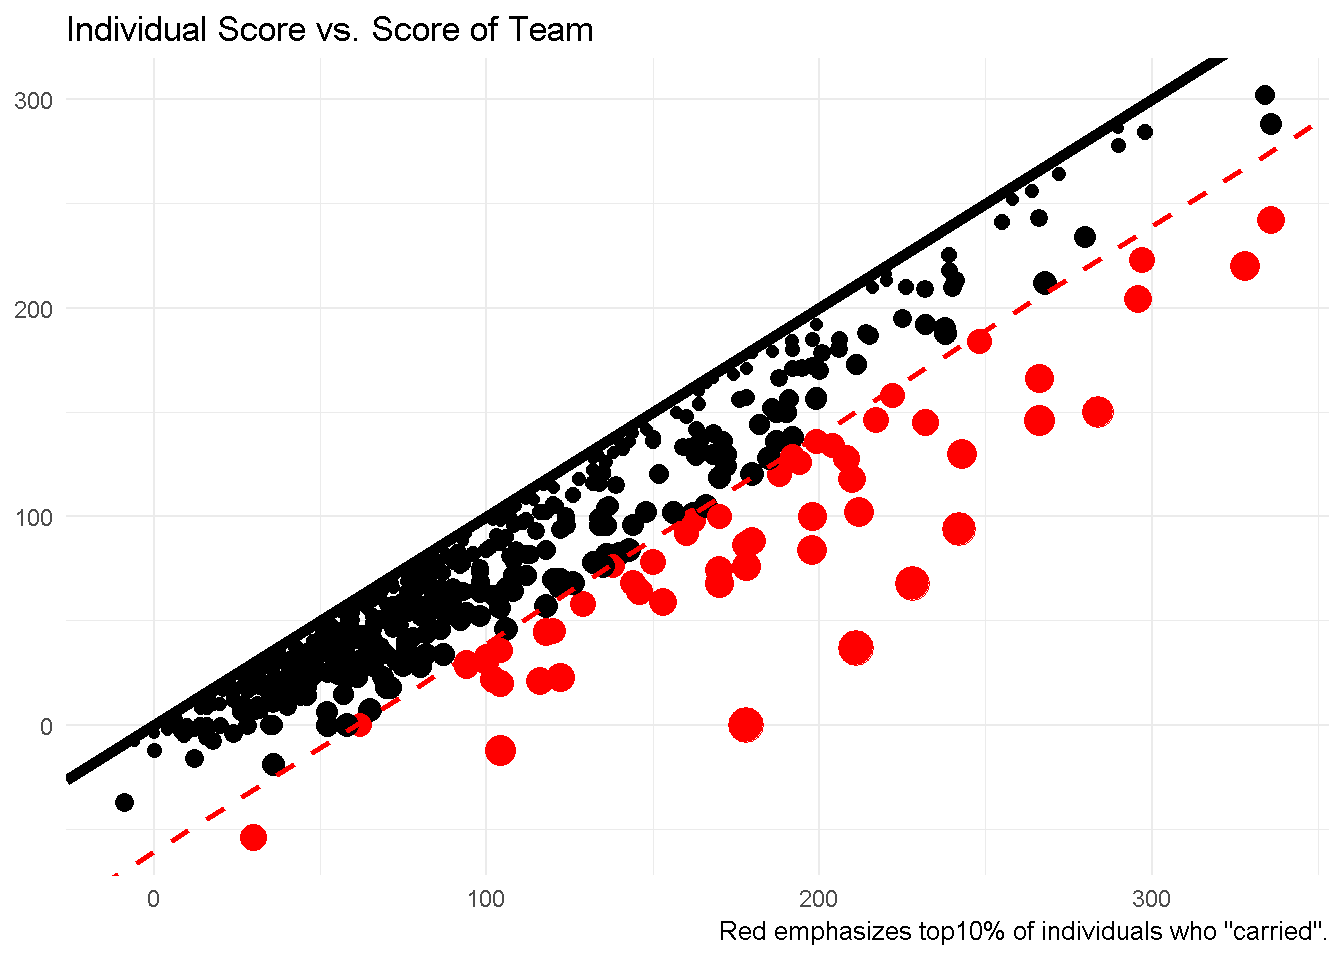 Individual Score vs. Score of Team
300
200
100
0
0 100 200 300
Red emphasizes top10% of individuals who "carried".